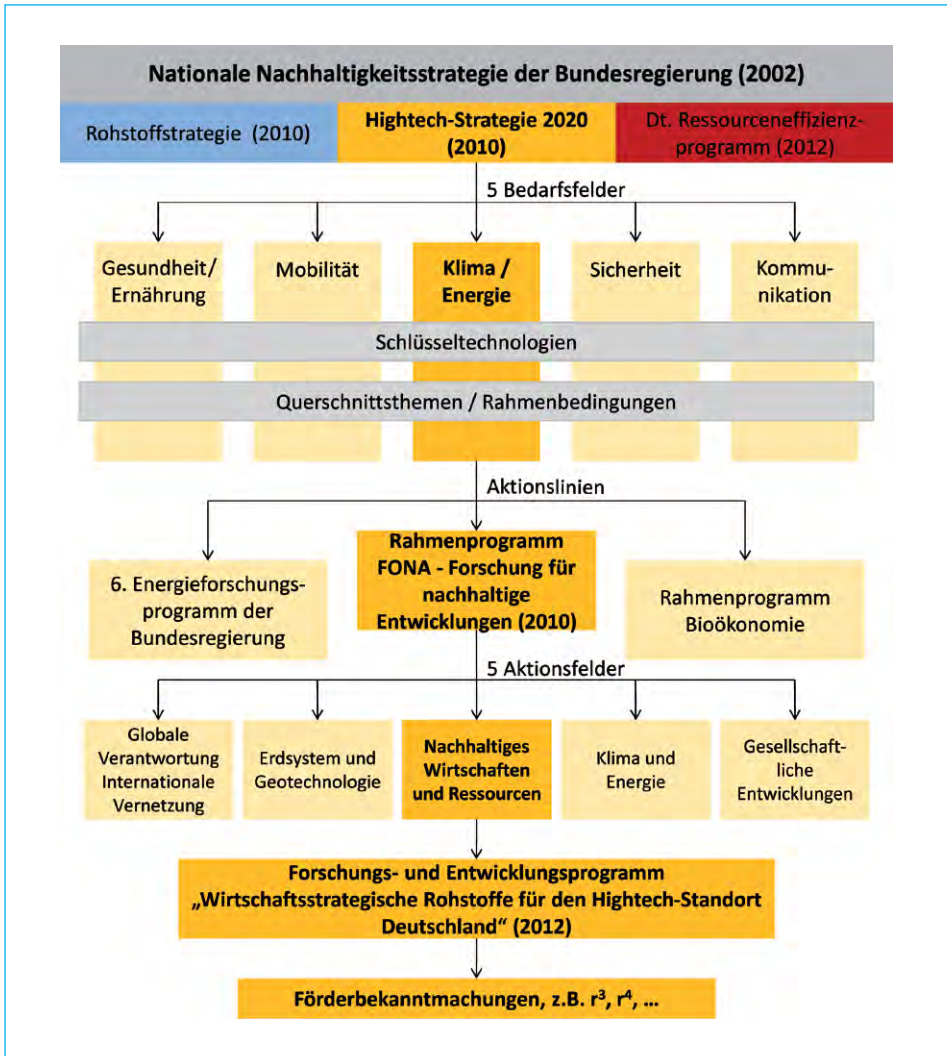 Nationale Nachhaltigkeitsstrategie der Bundesregierung (2002)
Rohstoffstrategie (2010)
Hightech-Strategie 2020
(2010)
Dt. Ressourceneffizienz-
programm (2012)
5 Bedarfsfelder
Gesundheit/
Ernährung
Mobilität
Klima /
Energie
Sicherheit
Kommu-
nikation
Schlüsseltechnologien
Querschnittsthemen / Rahmenbedingungen
Aktionslinien
6. Energieforschungs-
programm der
Bundesregierung
Rahmenprogramm
FONA - Forschung für
nachhaltige
Entwicklungen (2010)
Rahmenprogramm
Bioökonomie
5 Aktionsfelder
Globale
Verantwortung
Internationale
Vernetzung
Erdsystem und
Geotechnologie
Nachhaltiges
Wirtschaften
und Ressourcen
Klima und
Energie
Gesellschaft-
liche
Entwicklungen
Forschungs- und Entwicklungsprogramm
„Wirtschaftsstrategische Rohstoffe für den Hightech-Standort
Deutschland“ (2012)
Förderbekanntmachungen, z.B. r³, r⁴, ...